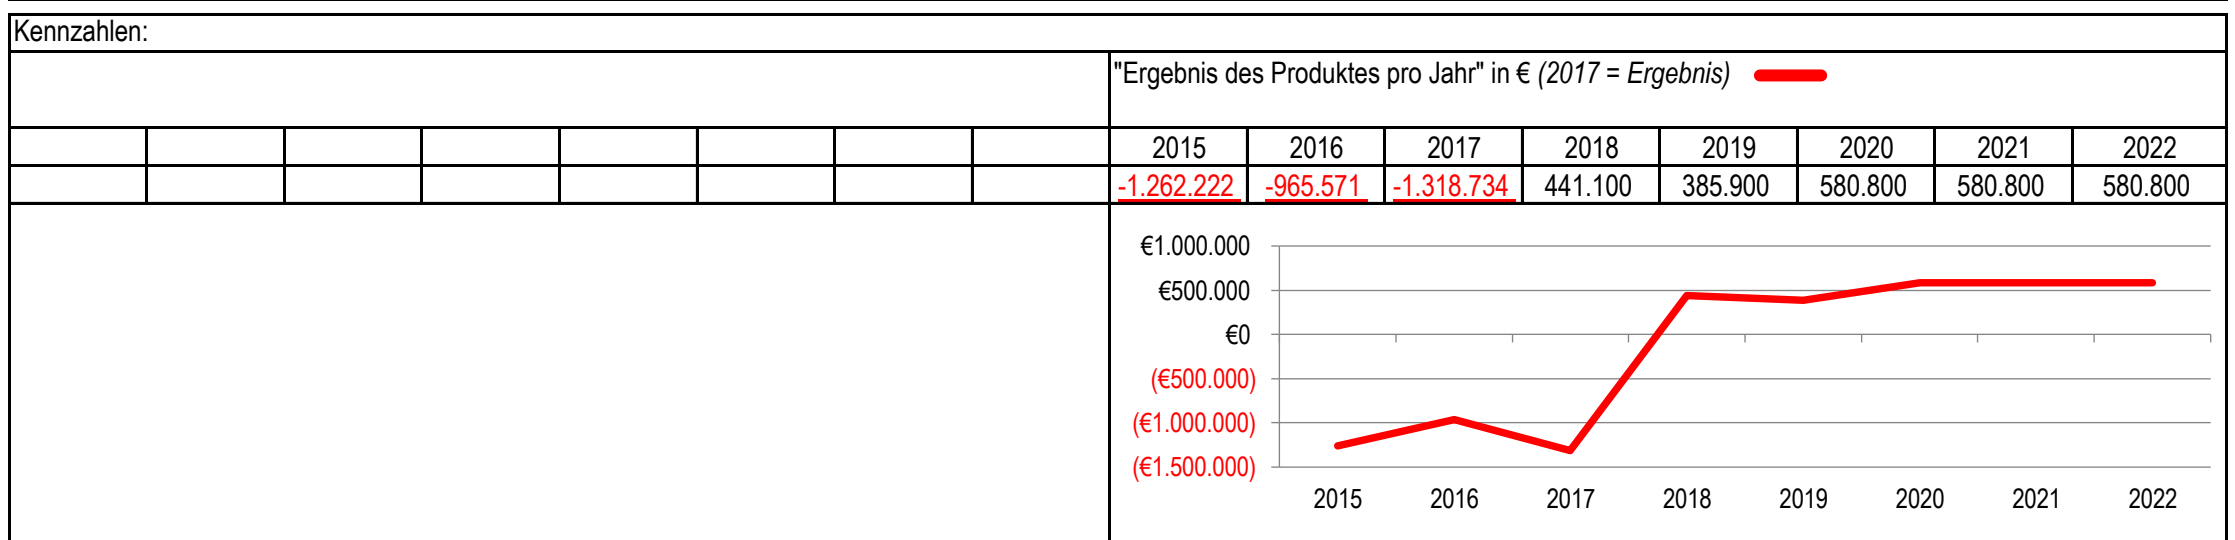 Kennzahlen:
"Ergebnis des Produktes pro Jahr" in € (2017 = Ergebnis)
2015 2016 2017 2018 2019 2020 2021 2022
-1.262.222 -965.571 -1.318.734 441.100 385.900 580.800 580.800 580.800
€1.000.000
€500.000
€0
(€500.000)
(€1.000.000)
(€1.500.000)
2015 2016 2017 2018 2019 2020 2021 2022